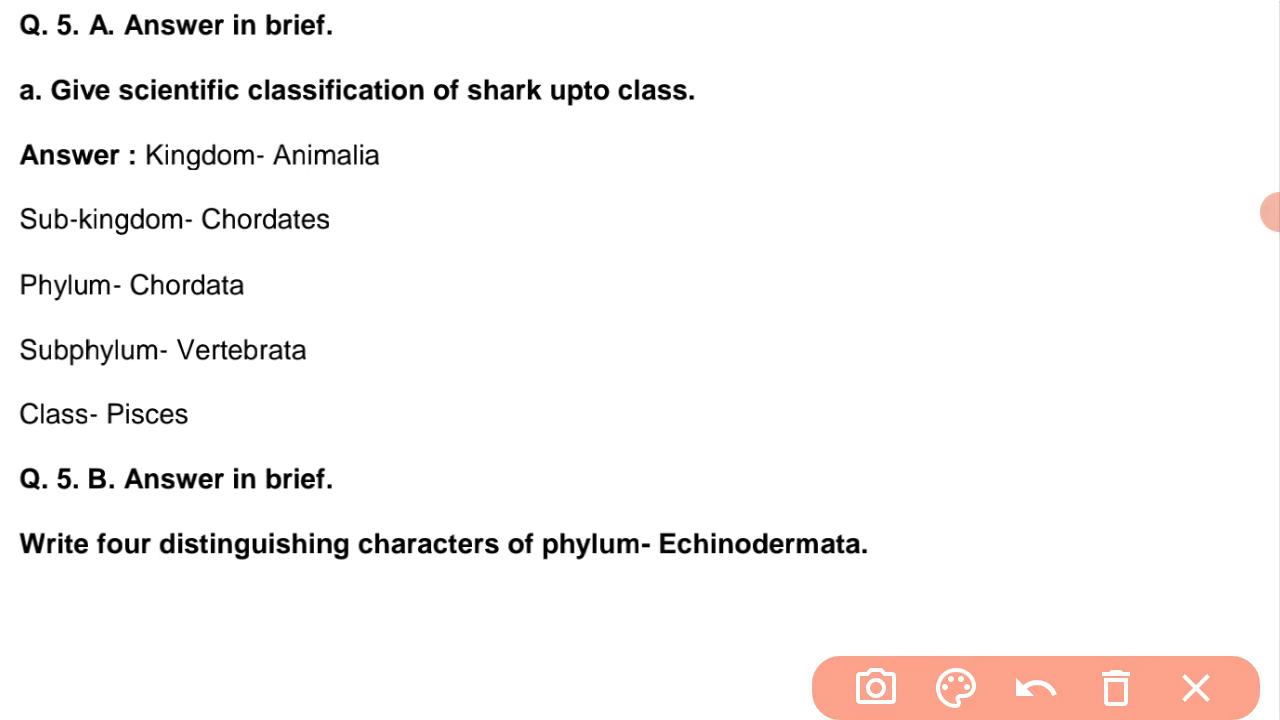 Q. 5. A. Answer in brief.
a. Give scientific classification of shark upto class.
Answer : Kingdom- Animalia
Sub-kingdom- Chordates
Phylum- Chordata
Subphylum- Vertebrata
Class- Pisces
Q. 5. B. Answer in brief.
Write four distinguishing characters of phylum- Echinodermata.